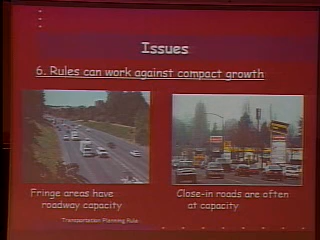 Issues
6. Rules can work against compact growth
Fringe areas have
roadway capacity
Close-in roads are often
at capacity
Transportation Planning Rule